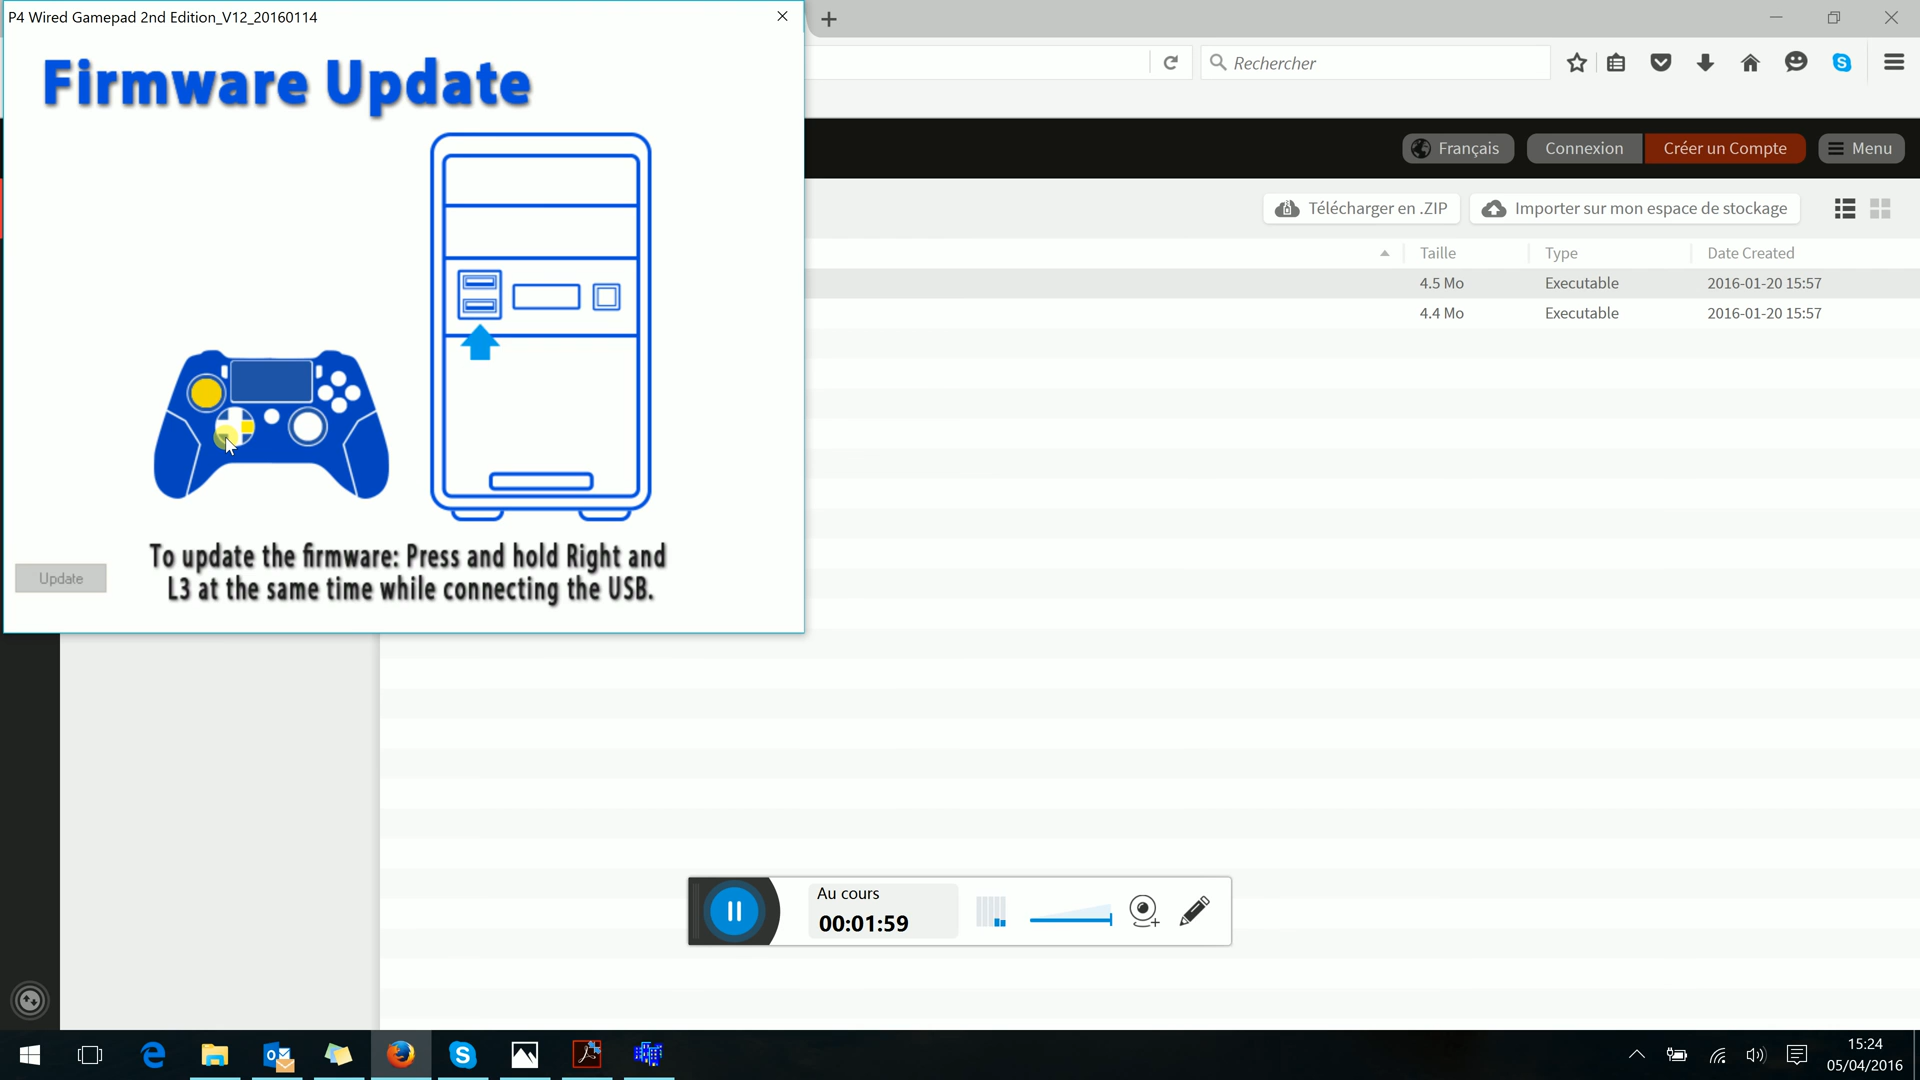 P4 Wired Gamepad 2nd Edition_V12_20160114
Firmware Update
To update the firmware: Press and hold Right and
L3 at the same time while connecting the USB.
Update
Rechercher
Français
Connexion
Créer un Compte
Menu
Télécharger en .ZIP
Importer sur mon espace de stockage
Taille Type Date Created
4.5 Mo Executable 2016-01-20 15:57
4.4 Mo Executable 2016-01-20 15:57
Au cours
00:01:59
15:24
05/04/2016